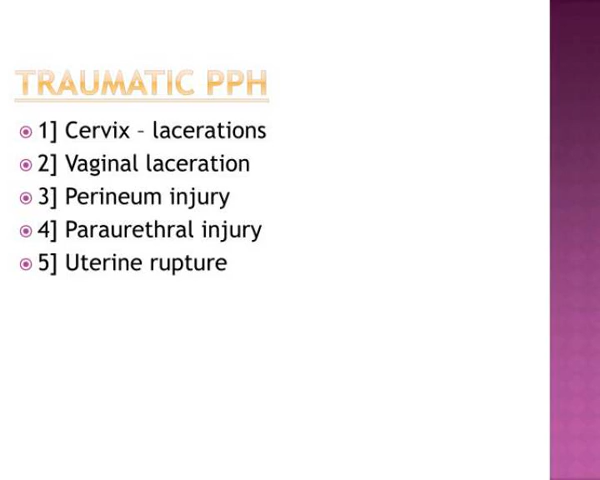 TRAUMATIC PPH
1] Cervix – lacerations
2] Vaginal laceration
3] Perineum injury
4] Paraurethral injury
5] Uterine rupture